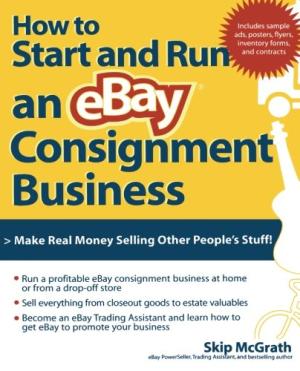 How to
Start and Run
an eBay®
Consignment
Business
Includes sample
ads, posters, flyers,
inventory forms,
and contracts
> Make Real Money Selling Other People's Stuff!
• Run a profitable eBay consignment business at home
or from a drop-off store
• Sell everything from closeout goods to estate valuables
• Become an eBay Trading Assistant and learn how to
get eBay to promote your business
Skip McGrath
eBay PowerSeller, Trading Assistant, and bestselling author